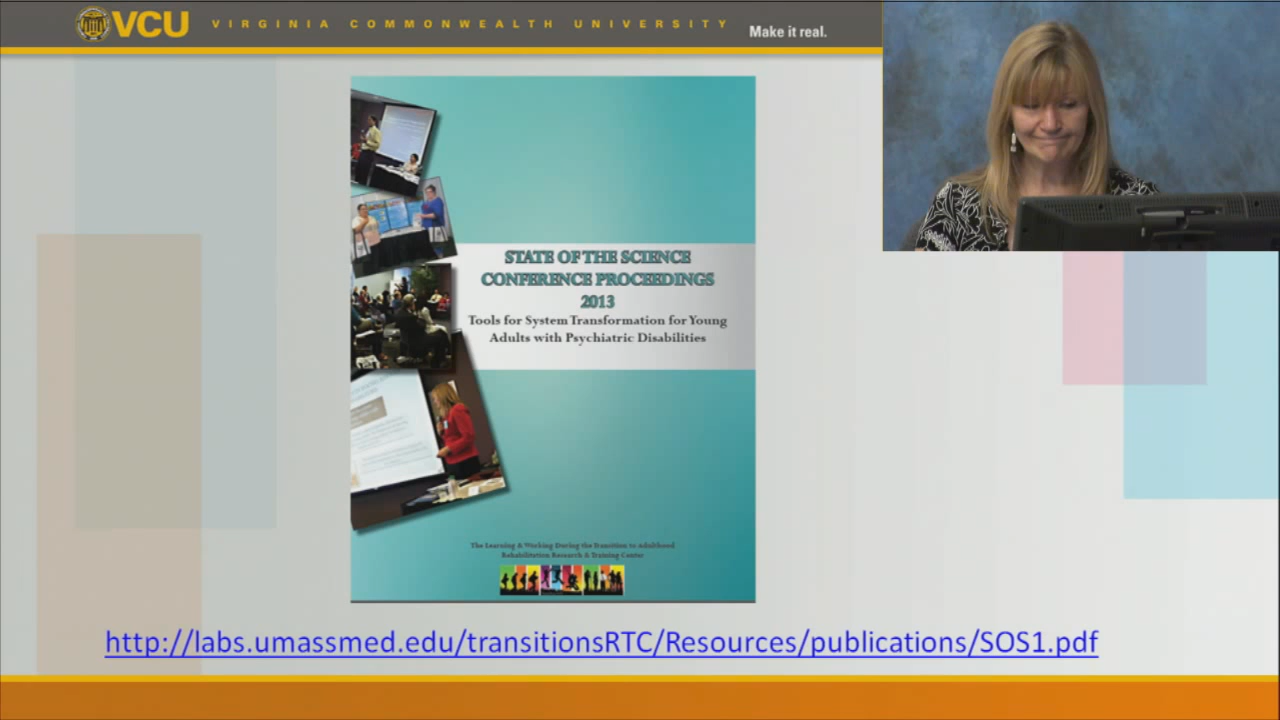 VCU VIRGINIA COMMONWEALTH UNIVERSITY Make it real.
STATE OF THE SCIENCE
CONFERENCE PROCEEDINGS
2013
Tools for System Transformation for Young
Adults with Psychiatric Disabilities
The Learning & Working During the Transition to Adulthood
Rehabilitation Research & Training Center
http://labs.umassmed.edu/transitionsRTC/Resources/publications/SOS1.pdf